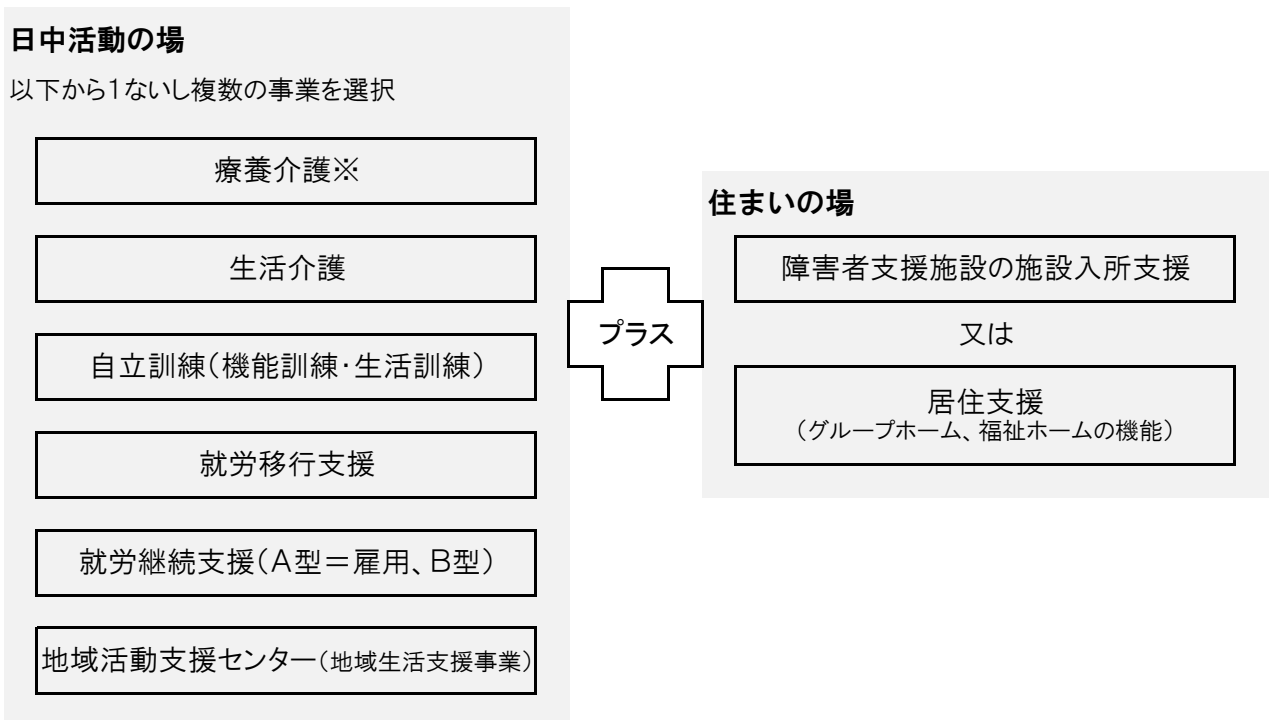 日中活動の場
以下から1ないし複数の事業を選択
療養介護※
生活介護
自立訓練(機能訓練・生活訓練)
就労移行支援
就労継続支援(A型=雇用、B型)
地域活動支援センター(地域生活支援事業)
プラス
住まいの場
障害者支援施設の施設入所支援
又は
居住支援
(グループホーム、福祉ホームの機能)